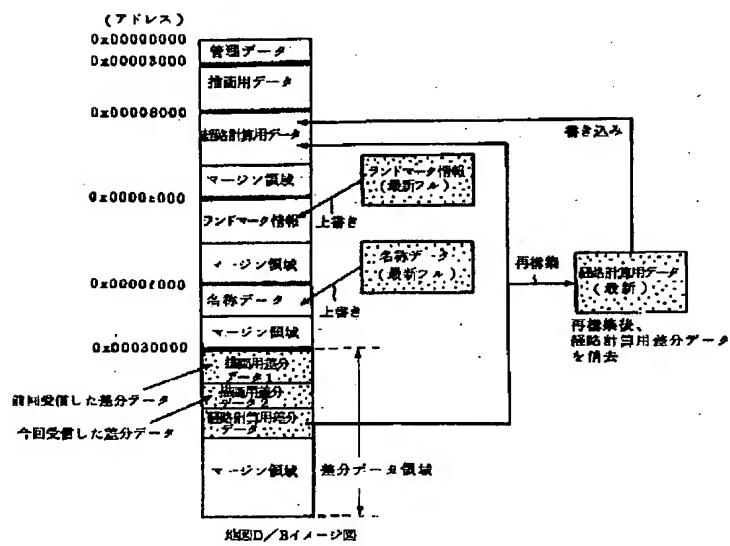 (アドレス)
0x00000000
管理データ
0x00003000
描画用データ
0x00008000
経路計算用データ
書き込み
マージン領域
ランドマーク情報
(最新フル)
0x0000c000
ランドマーク情報
上書き
マージン領域
名称データ
(最新フル)
再構築
経路計算用データ
(最新)
0x0000f000
名称データ
上書き
マージン領域
再構築後、
経路計算用差分データ
を消去
0x00030000
描画用差分
データ1
前回受信した差分データ
描画用差分
データ2
今回受信した差分データ
経路計算用差分
データ
マージン領域
差分データ領域
地図D/Bイメージ図